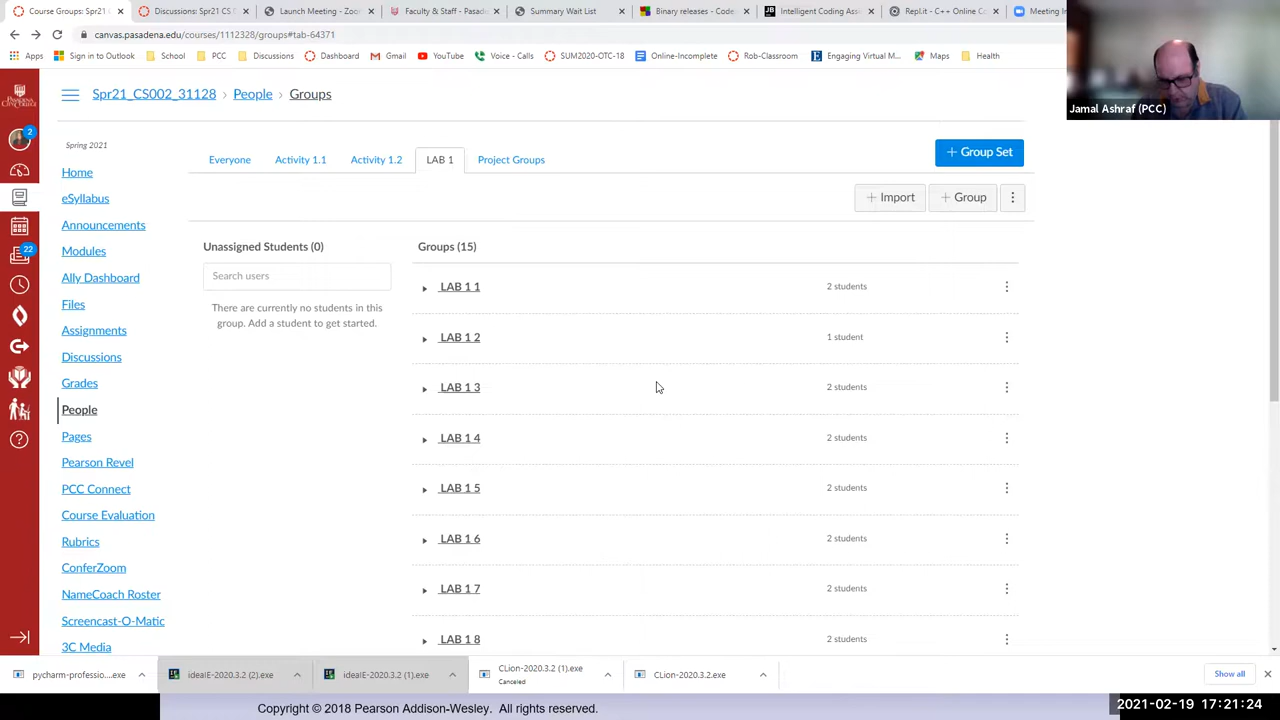 Course Groups: Spr21
Discussions: Spr21_CS
Launch Meeting - Zoom
Faculty & Staff - Pasade
Summary Wait List
Binary releases - Code:
Intelligent Coding Assi
Repl.it - C++ Online Co
Meeting In
canvas.pasadena.edu/courses/1112328/groups#tab-64371
Apps
Sign in to Outlook
School
PCC
Discussions
Dashboard
Gmail
YouTube
Voice - Calls
SUM2020-OTC-18
Online-Incomplete
Rob-Classroom
Engaging Virtual M...
Maps
Health
Jamal Ashraf (PCC)
Spr21_CS002_31128 › People › Groups
Spring 2021
Home
eSyllabus
Announcements
Modules
Ally Dashboard
Files
Assignments
Discussions
Grades
People
Pages
Pearson Revel
PCC Connect
Course Evaluation
Rubrics
ConferZoom
NameCoach Roster
Screencast-O-Matic
3C Media
2
22
Everyone
Activity 1.1
Activity 1.2
LAB 1
Project Groups
+ Group Set
+ Import
+ Group
Unassigned Students (0)
Search users
There are currently no students in this
group. Add a student to get started.
Groups (15)
LAB 1 1 2 students
LAB 1 2 1 student
LAB 1 3 2 students
LAB 1 4 2 students
LAB 1 5 2 students
LAB 1 6 2 students
LAB 1 7 2 students
LAB 1 8 2 students
pycharm-professio....exe
ideaIE-2020.3.2 (2).exe
ideaIE-2020.3.2 (1).exe
CLion-2020.3.2 (1).exe
Canceled
CLion-2020.3.2.exe
Show all
Copyright © 2018 Pearson Addison-Wesley. All rights reserved.
2021-02-19 17:21:24